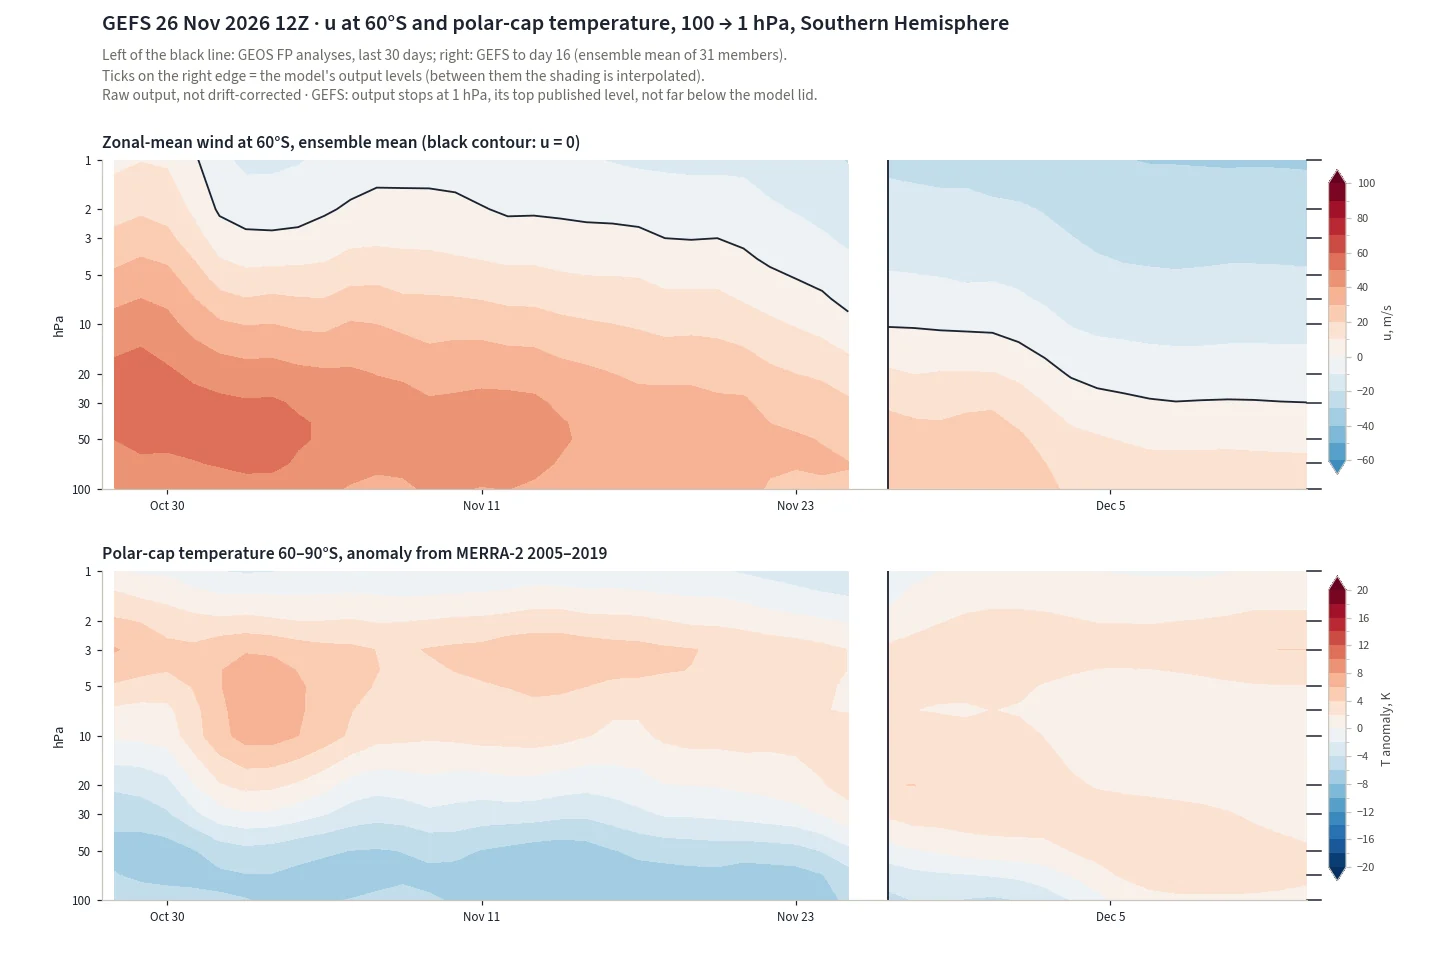 GEFS 26 Nov 2026 12Z · u at 60°S and polar-cap temperature, 100 → 1 hPa, Southern Hemisphere
Left of the black line: GEOS FP analyses, last 30 days; right: GEFS to day 16 (ensemble mean of 31 members).
Ticks on the right edge = the model's output levels (between them the shading is interpolated).
Raw output, not drift-corrected · GEFS: output stops at 1 hPa, its top published level, not far below the model lid.
Zonal-mean wind at 60°S, ensemble mean (black contour: u = 0)
1
2
3
5
10
20
30
50
100
hPa
Oct 30
Nov 11
Nov 23
Dec 5
100
80
60
40
20
0
−20
−40
−60
u, m/s
Polar-cap temperature 60–90°S, anomaly from MERRA-2 2005–2019
1
2
3
5
10
20
30
50
100
hPa
Oct 30
Nov 11
Nov 23
Dec 5
20
16
12
8
4
0
−4
−8
−12
−16
−20
T anomaly, K